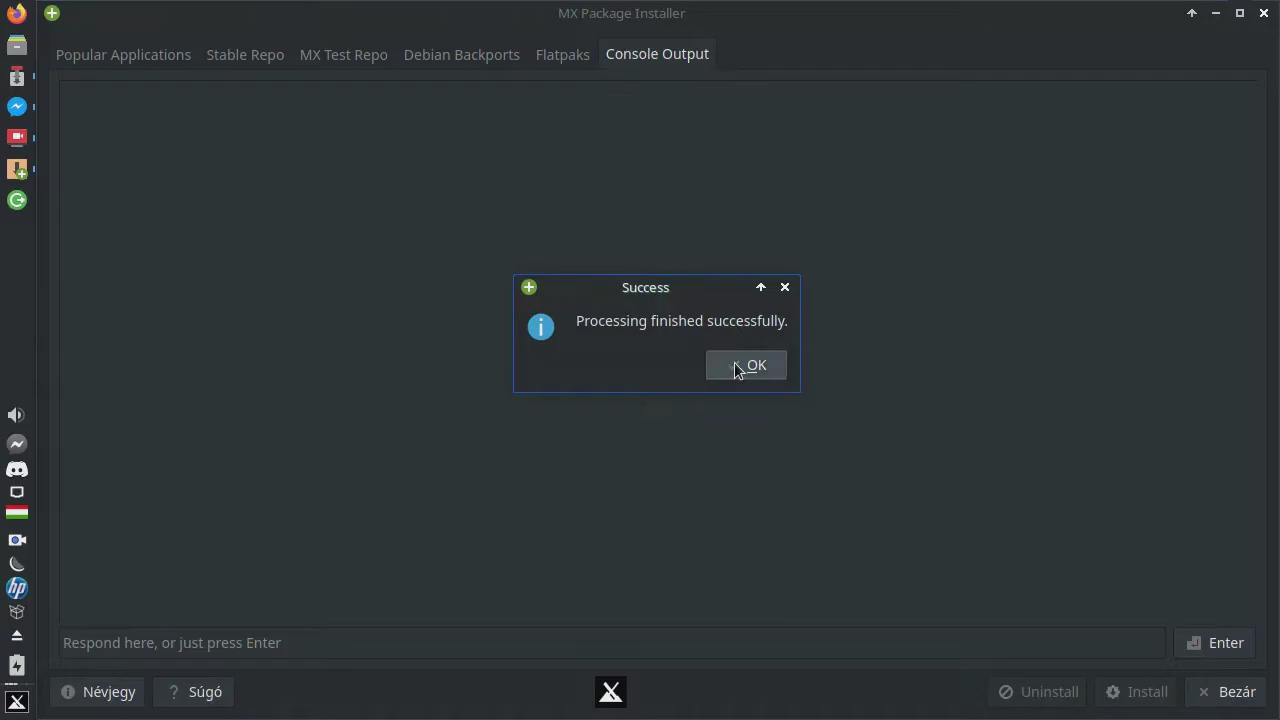 MX Package Installer
Popular Applications Stable Repo MX Test Repo Debian Backports Flatpaks Console Output
Success
Processing finished successfully.
OK
Respond here, or just press Enter
Enter
Névjegy ? Súgó Uninstall Install Bezár
hp